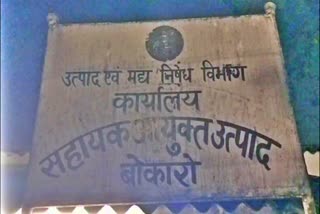 उत्पाद एवं मद्य निषेध विभाग
कार्यालय
सहायक आयुक्त उत्पाद
बोकारो